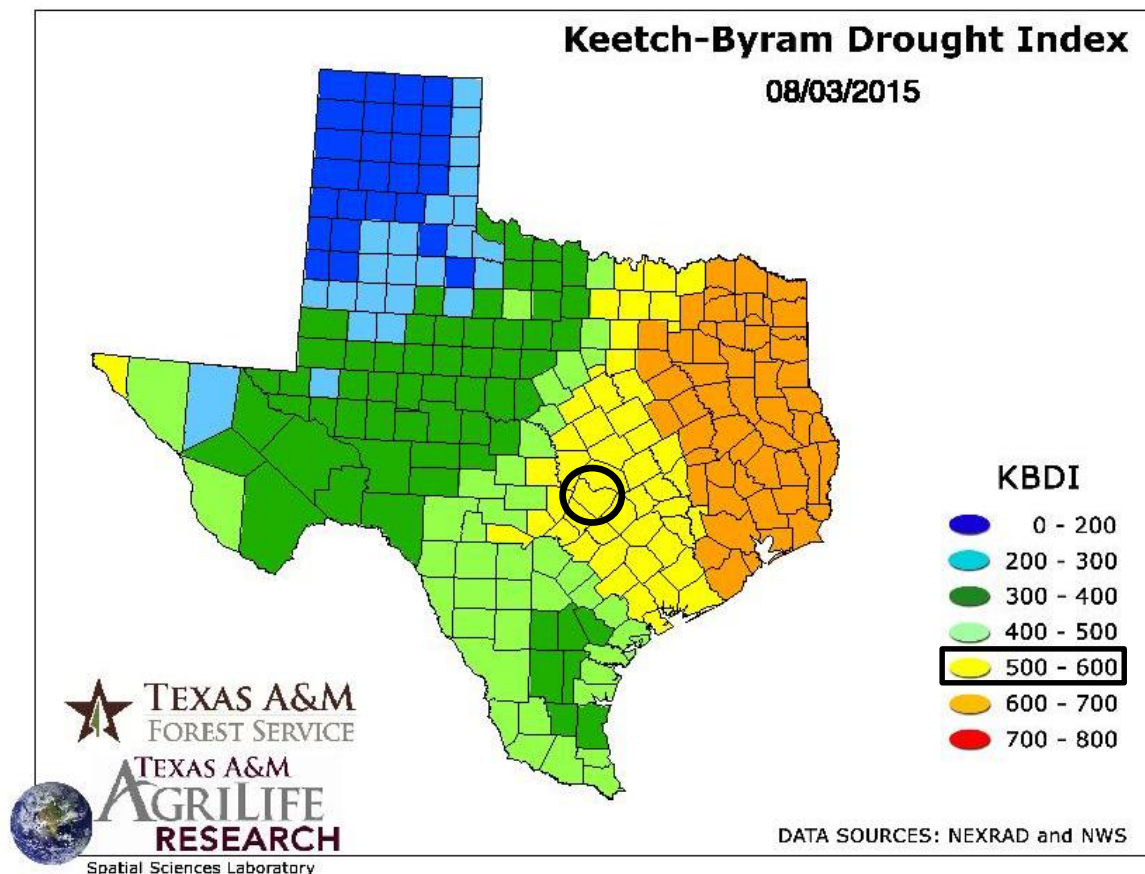 Keetch-Byram Drought Index
08/03/2015
KBDI
0 - 200
200 - 300
300 - 400
400 - 500
500 - 600
600 - 700
700 - 800
TEXAS A&M
FOREST SERVICE
TEXAS A&M
AGRILIFE
RESEARCH
Spatial Sciences Laboratory
DATA SOURCES: NEXRAD and NWS